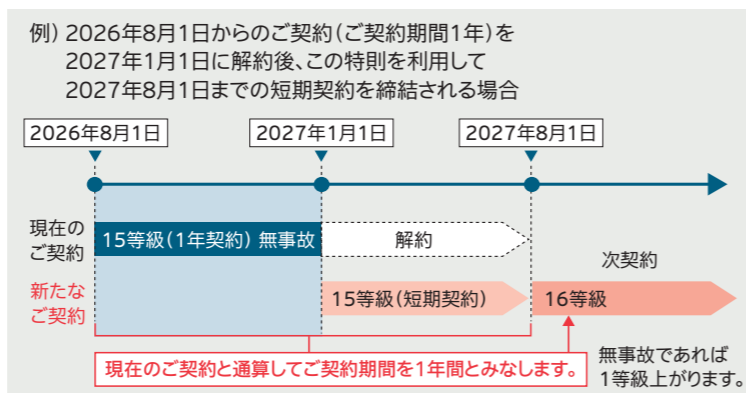 例）2026年8月1日からのご契約（ご契約期間1年）を
2027年1月1日に解約後、この特則を利用して
2027年8月1日までの短期契約を締結される場合
2026年8月1日
2027年1月1日
2027年8月1日
現在の
ご契約
15等級（1年契約）無事故
解約
次契約
新たな
ご契約
15等級（短期契約）
16等級
現在のご契約と通算してご契約期間を1年間とみなします。
無事故であれば
1等級上がります。